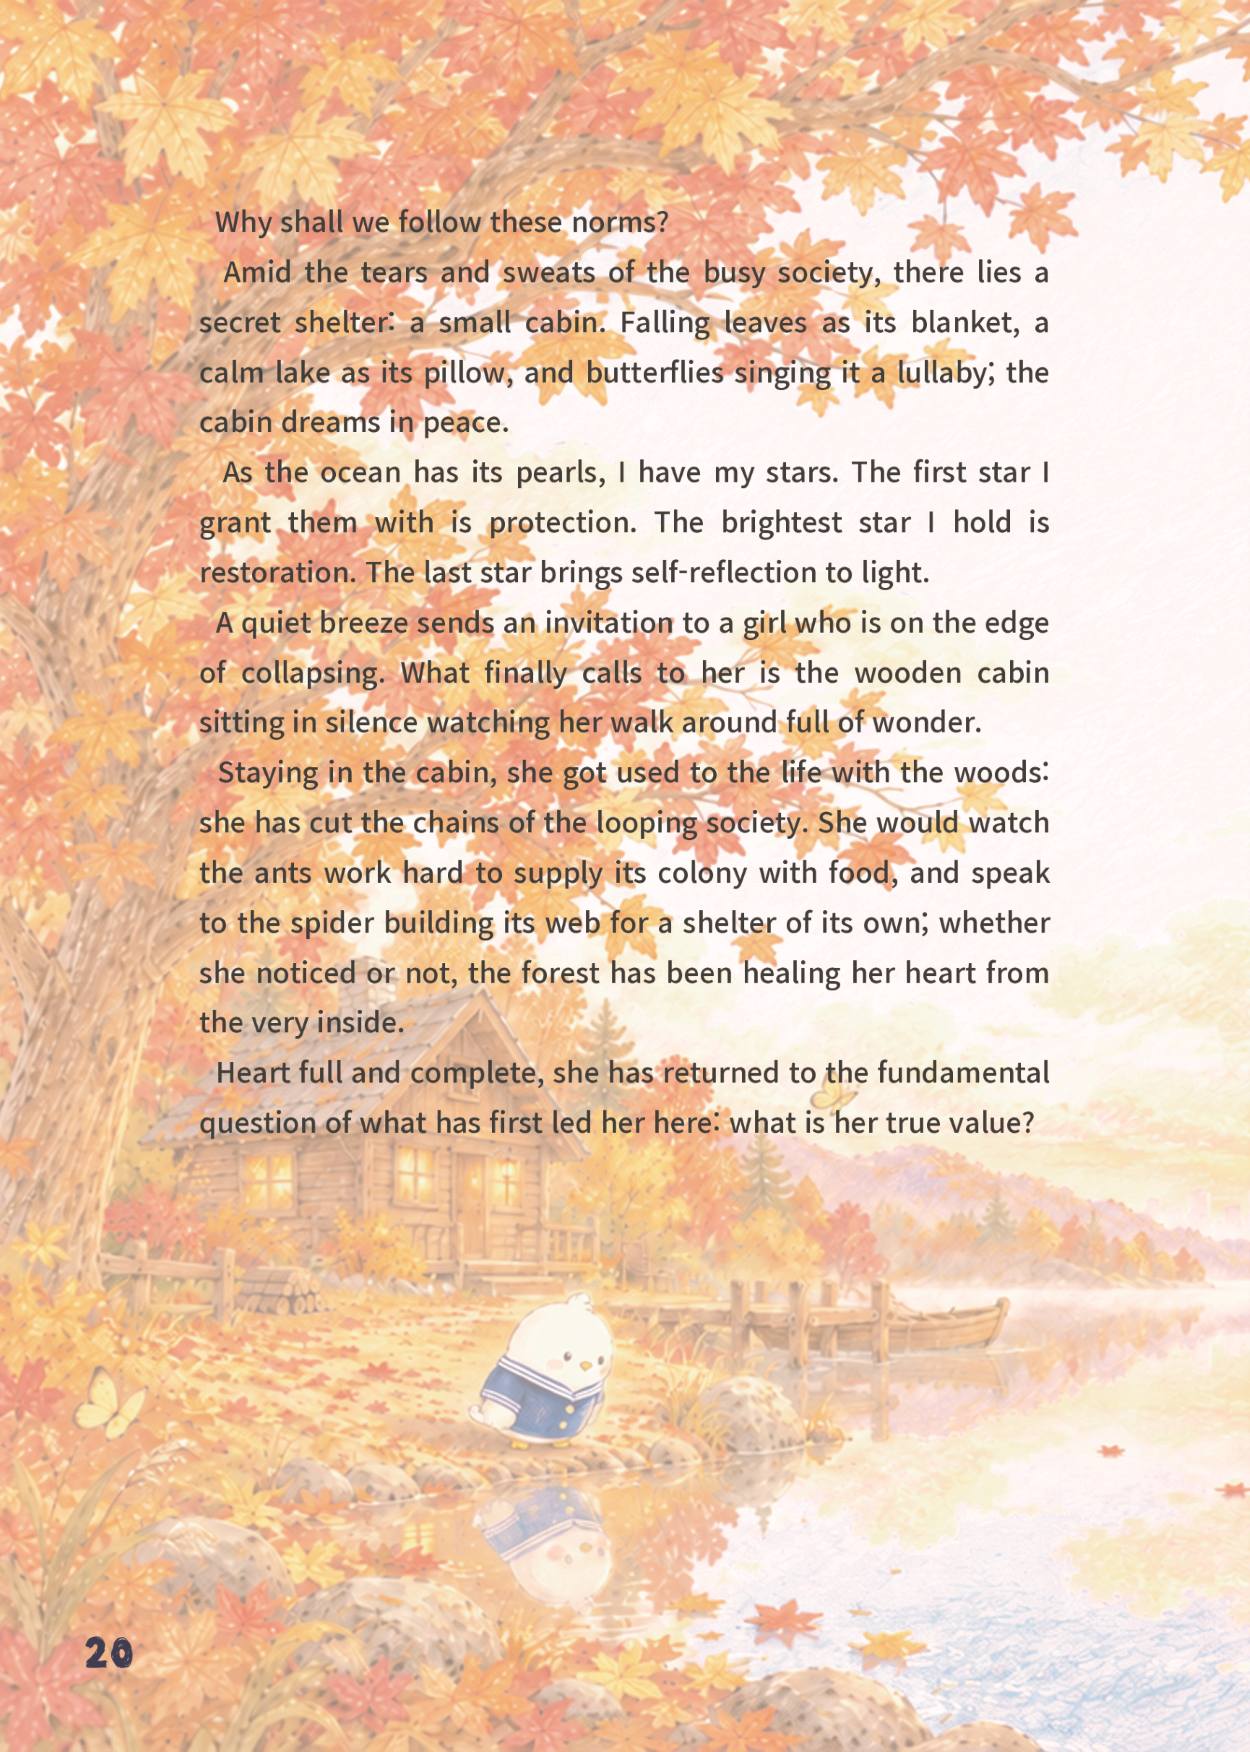 Why shall we follow these norms?
Amid the tears and sweats of the busy society, there lies a
secret shelter: a small cabin. Falling leaves as its blanket, a
calm lake as its pillow, and butterflies singing it a lullaby; the
cabin dreams in peace.
As the ocean has its pearls, I have my stars. The first star I
grant them with is protection. The brightest star I hold is
restoration. The last star brings self-reflection to light.
A quiet breeze sends an invitation to a girl who is on the edge
of collapsing. What finally calls to her is the wooden cabin
sitting in silence watching her walk around full of wonder.
Staying in the cabin, she got used to the life with the woods:
she has cut the chains of the looping society. She would watch
the ants work hard to supply its colony with food, and speak
to the spider building its web for a shelter of its own; whether
she noticed or not, the forest has been healing her heart from
the very inside.
Heart full and complete, she has returned to the fundamental
question of what has first led her here: what is her true value?
20